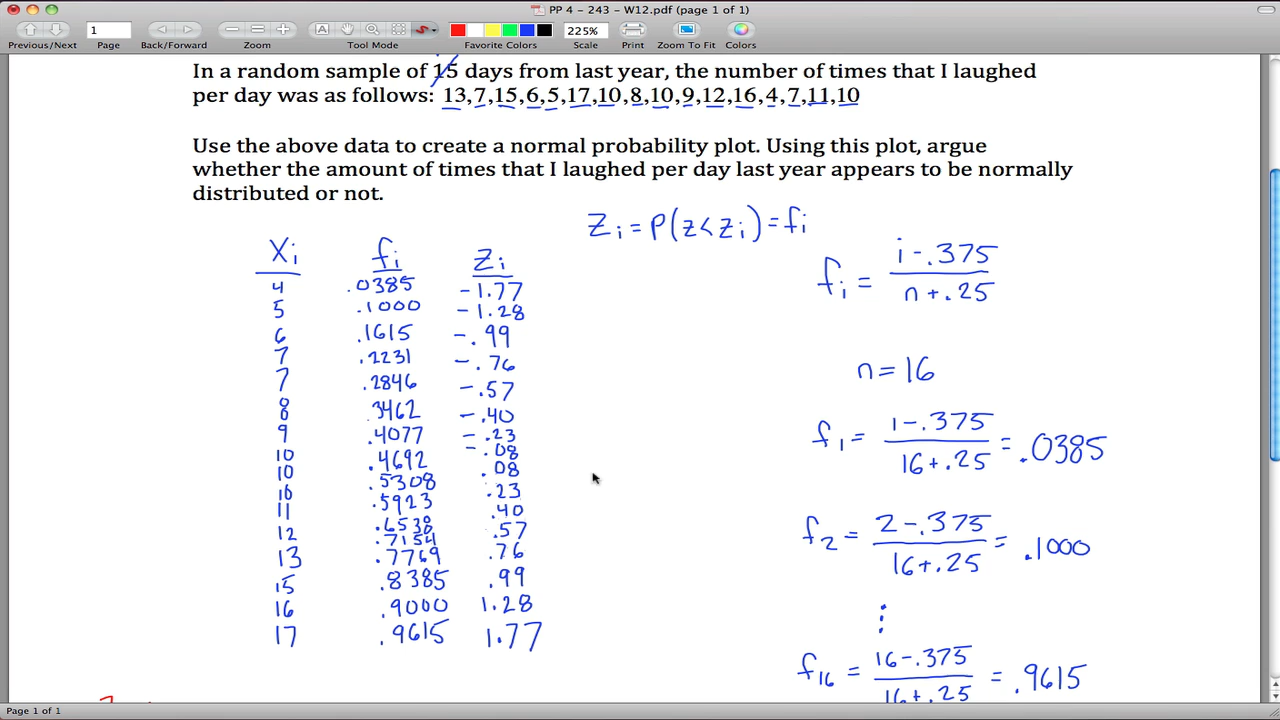 PP 4 – 243 – W12.pdf (page 1 of 1)
1 225%
Previous/Next Page Back/Forward Zoom Tool Mode Favorite Colors Scale Print Zoom To Fit Colors
In a random sample of 15 days from last year, the number of times that I laughed
per day was as follows: 13,7,15,6,5,17,10,8,10,9,12,16,4,7,11,10
Use the above data to create a normal probability plot. Using this plot, argue
whether the amount of times that I laughed per day last year appears to be normally
distributed or not.
Zi = P(Z<Zi) = fi
Xi fi Zi
4 .0385 -1.77
5 .1000 -1.28
6 .1615 -.99
7 .2231 -.76
7 .2846 -.57
8 .3462 -.40
9 .4077 -.23
10 .4692 -.08
10 .5308 .08
10 .5923 .23
11 .6538 .40
12 .7154 .57
13 .7769 .76
15 .8385 .99
16 .9000 1.28
17 .9615 1.77
fi = i-.375 / n+.25
n = 16
f1 = 1-.375 / 16+.25 = .0385
f2 = 2-.375 / 16+.25 = .1000
⋮
f16 = 16-.375 / 16+.25 = .9615
Page 1 of 1